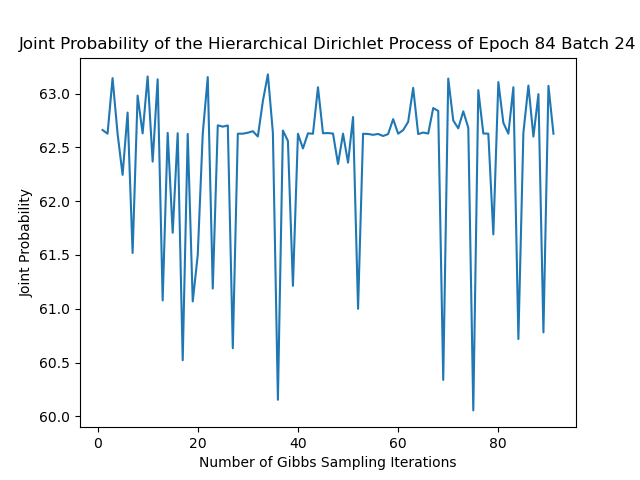 Joint Probability of the Hierarchical Dirichlet Process of Epoch 84 Batch 24
63.0
62.5
62.0
61.5
61.0
60.5
60.0
Joint Probability
0 20 40 60 80
Number of Gibbs Sampling Iterations